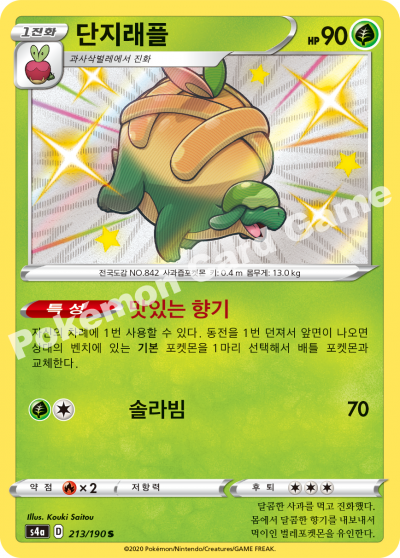 1진화
단지래플
HP 90
과사삭벌레에서 진화
전국도감 NO.842 사과즙포켓몬 키: 0.4 m 몸무게: 13.0 kg
특성 맛있는 향기
자신의 차례에 1번 사용할 수 있다. 동전을 1번 던져서 앞면이 나오면
상대의 벤치에 있는 기본 포켓몬을 1마리 선택해서 배틀 포켓몬과
교체한다.
솔라빔 70
약점 ×2 저항력 후퇴
Illus. Kouki Saitou
s4a D 213/190 S
달콤한 사과를 먹고 진화했다.
몸에서 달콤한 향기를 내보내서
먹이인 벌레포켓몬을 유인한다.
©2020 Pokémon/Nintendo/Creatures/GAME FREAK.
Pokémon Card Game